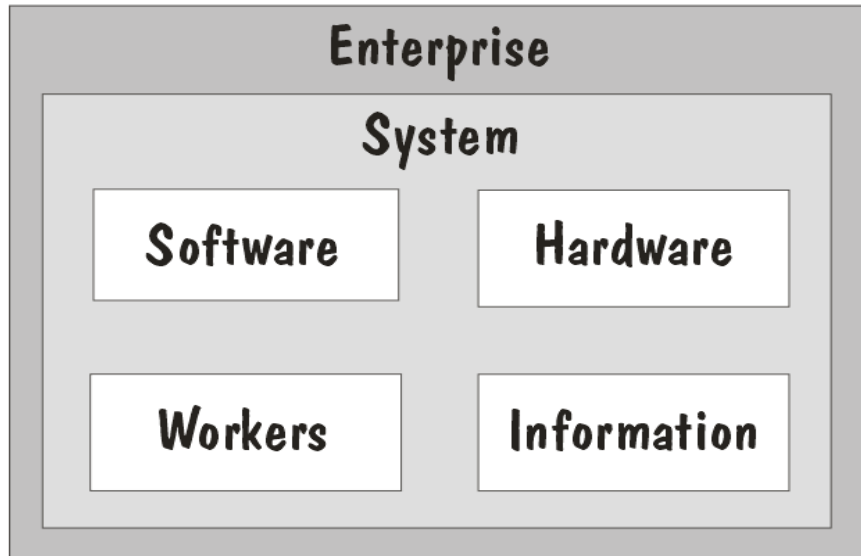 Enterprise
System
Software
Hardware
Workers
Information